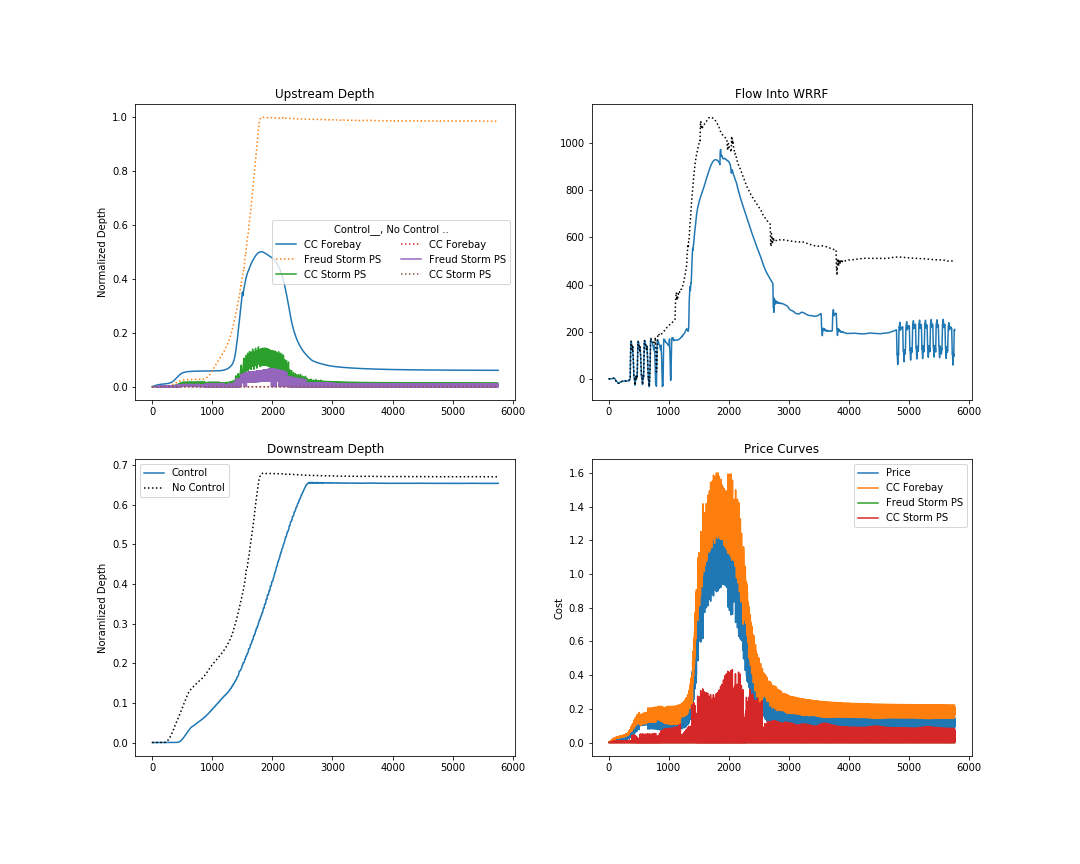 Upstream Depth
Normalized Depth
1.0
0.8
0.6
0.4
0.2
0.0
Control__, No Control ..
CC Forebay CC Forebay
Freud Storm PS Freud Storm PS
CC Storm PS CC Storm PS
0 1000 2000 3000 4000 5000 6000
Flow Into WRRF
1000
800
600
400
200
0
0 1000 2000 3000 4000 5000 6000
Downstream Depth
Noramlized Depth
0.7
0.6
0.5
0.4
0.3
0.2
0.1
0.0
Control
No Control
0 1000 2000 3000 4000 5000 6000
Price Curves
Cost
1.6
1.4
1.2
1.0
0.8
0.6
0.4
0.2
0.0
Price
CC Forebay
Freud Storm PS
CC Storm PS
0 1000 2000 3000 4000 5000 6000